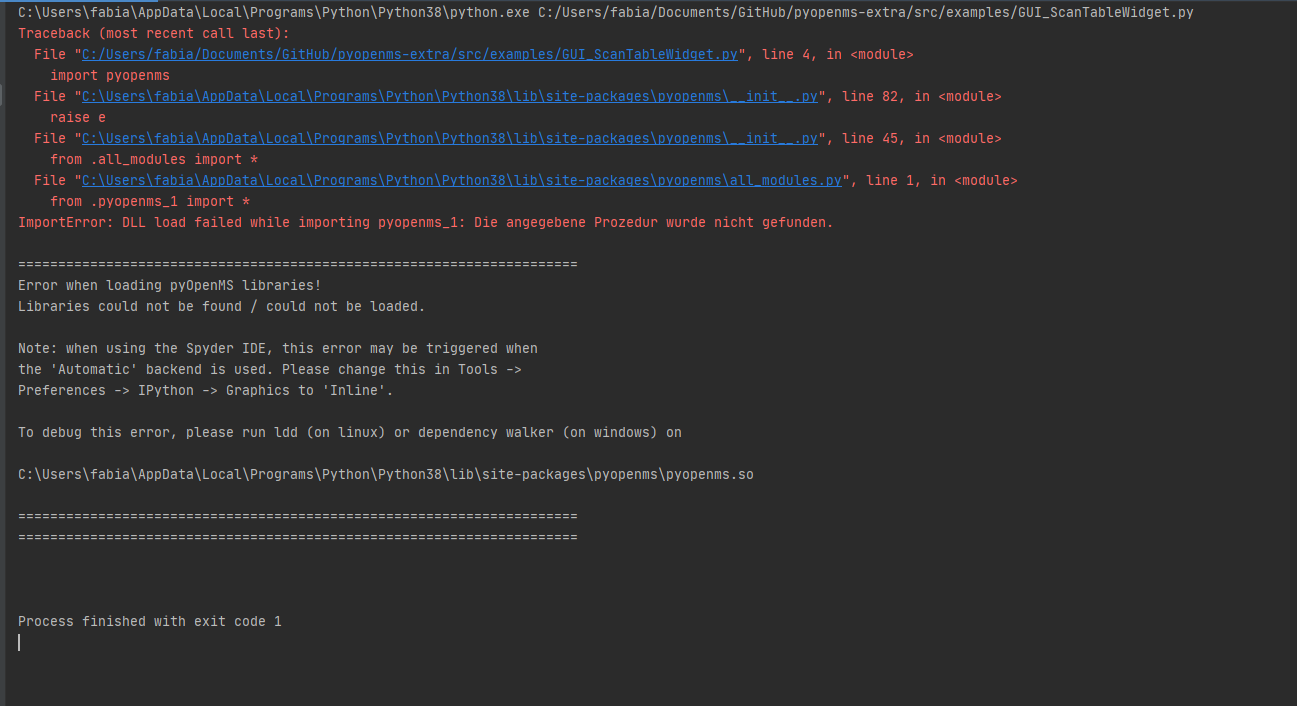 C:\Users\fabia\AppData\Local\Programs\Python\Python38\python.exe C:/Users/fabia/Documents/GitHub/pyopenms-extra/src/examples/GUI_ScanTableWidget.py
Traceback (most recent call last):
  File "C:/Users/fabia/Documents/GitHub/pyopenms-extra/src/examples/GUI_ScanTableWidget.py", line 4, in <module>
    import pyopenms
  File "C:\Users\fabia\AppData\Local\Programs\Python\Python38\lib\site-packages\pyopenms\__init__.py", line 82, in <module>
    raise e
  File "C:\Users\fabia\AppData\Local\Programs\Python\Python38\lib\site-packages\pyopenms\__init__.py", line 45, in <module>
    from .all_modules import *
  File "C:\Users\fabia\AppData\Local\Programs\Python\Python38\lib\site-packages\pyopenms\all_modules.py", line 1, in <module>
    from .pyopenms_1 import *
ImportError: DLL load failed while importing pyopenms_1: Die angegebene Prozedur wurde nicht gefunden.
======================================================================
Error when loading pyOpenMS libraries!
Libraries could not be found / could not be loaded.
Note: when using the Spyder IDE, this error may be triggered when
the 'Automatic' backend is used. Please change this in Tools ->
Preferences -> IPython -> Graphics to 'Inline'.
To debug this error, please run ldd (on linux) or dependency walker (on windows) on
C:\Users\fabia\AppData\Local\Programs\Python\Python38\lib\site-packages\pyopenms\pyopenms.so
======================================================================
======================================================================
Process finished with exit code 1